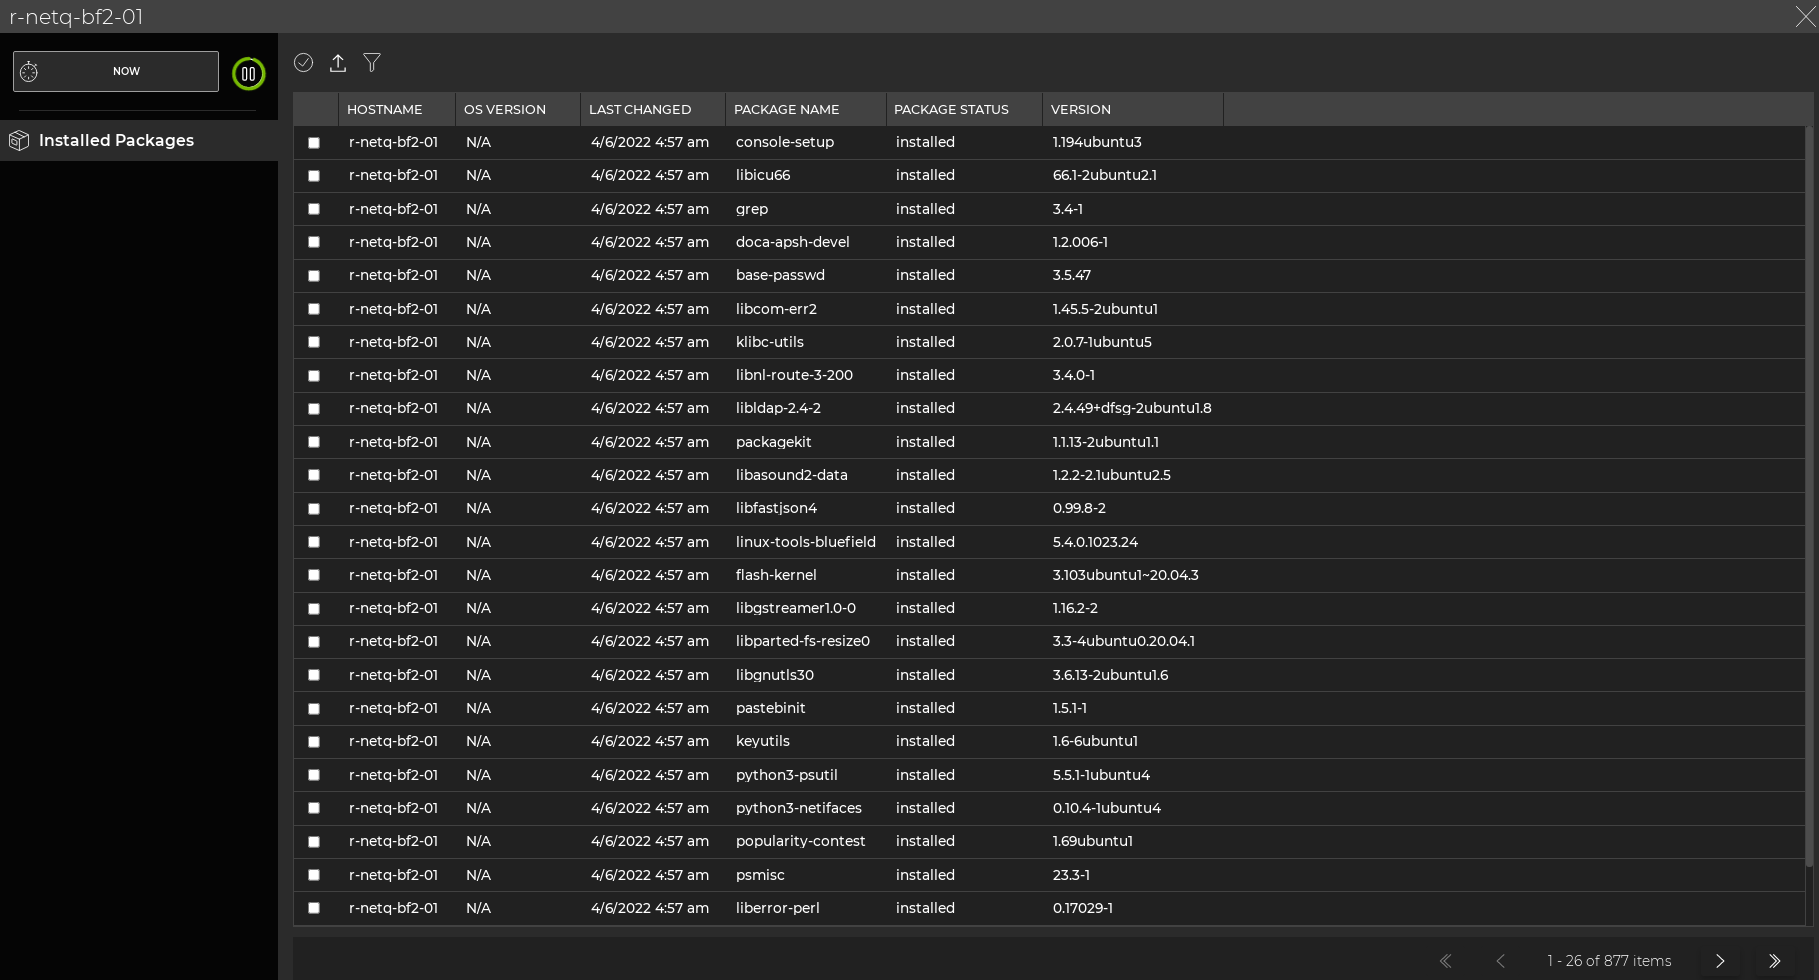 r-netq-bf2-01
NOW
Installed Packages
HOSTNAME OS VERSION LAST CHANGED PACKAGE NAME PACKAGE STATUS VERSION
r-netq-bf2-01 N/A 4/6/2022 4:57 am console-setup installed 1.194ubuntu3
r-netq-bf2-01 N/A 4/6/2022 4:57 am libicu66 installed 66.1-2ubuntu2.1
r-netq-bf2-01 N/A 4/6/2022 4:57 am grep installed 3.4-1
r-netq-bf2-01 N/A 4/6/2022 4:57 am doca-apsh-devel installed 1.2.006-1
r-netq-bf2-01 N/A 4/6/2022 4:57 am base-passwd installed 3.5.47
r-netq-bf2-01 N/A 4/6/2022 4:57 am libcom-err2 installed 1.45.5-2ubuntu1
r-netq-bf2-01 N/A 4/6/2022 4:57 am klibc-utils installed 2.0.7-1ubuntu5
r-netq-bf2-01 N/A 4/6/2022 4:57 am libnl-route-3-200 installed 3.4.0-1
r-netq-bf2-01 N/A 4/6/2022 4:57 am libldap-2.4-2 installed 2.4.49+dfsg-2ubuntu1.8
r-netq-bf2-01 N/A 4/6/2022 4:57 am packagekit installed 1.1.13-2ubuntu1.1
r-netq-bf2-01 N/A 4/6/2022 4:57 am libasound2-data installed 1.2.2-2.1ubuntu2.5
r-netq-bf2-01 N/A 4/6/2022 4:57 am libfastjson4 installed 0.99.8-2
r-netq-bf2-01 N/A 4/6/2022 4:57 am linux-tools-bluefield installed 5.4.0.1023.24
r-netq-bf2-01 N/A 4/6/2022 4:57 am flash-kernel installed 3.103ubuntu1~20.04.3
r-netq-bf2-01 N/A 4/6/2022 4:57 am libgstreamer1.0-0 installed 1.16.2-2
r-netq-bf2-01 N/A 4/6/2022 4:57 am libparted-fs-resize0 installed 3.3-4ubuntu0.20.04.1
r-netq-bf2-01 N/A 4/6/2022 4:57 am libgnutls30 installed 3.6.13-2ubuntu1.6
r-netq-bf2-01 N/A 4/6/2022 4:57 am pastebinit installed 1.5.1-1
r-netq-bf2-01 N/A 4/6/2022 4:57 am keyutils installed 1.6-6ubuntu1
r-netq-bf2-01 N/A 4/6/2022 4:57 am python3-psutil installed 5.5.1-1ubuntu4
r-netq-bf2-01 N/A 4/6/2022 4:57 am python3-netifaces installed 0.10.4-1ubuntu4
r-netq-bf2-01 N/A 4/6/2022 4:57 am popularity-contest installed 1.69ubuntu1
r-netq-bf2-01 N/A 4/6/2022 4:57 am psmisc installed 23.3-1
r-netq-bf2-01 N/A 4/6/2022 4:57 am liberror-perl installed 0.17029-1
1 - 26 of 877 items